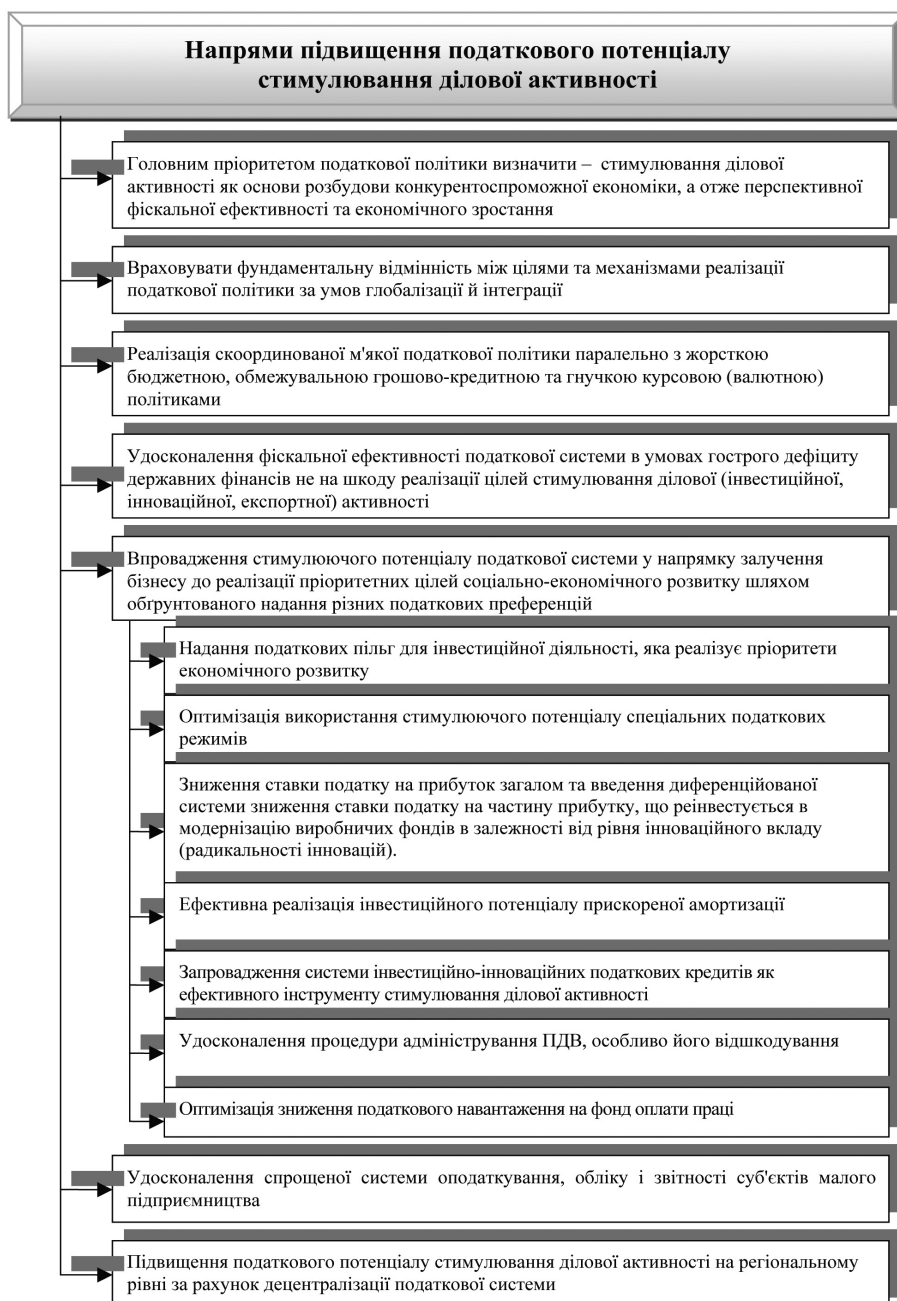 Напрями підвищення податкового потенціалу
стимулювання ділової активності
Головним пріоритетом податкової політики визначити – стимулювання ділової
активності як основи розбудови конкурентоспроможної економіки, а отже перспективної
фіскальної ефективності та економічного зростання
Враховувати фундаментальну відмінність між цілями та механізмами реалізації
податкової політики за умов глобалізації й інтеграції
Реалізація скоординованої м'якої податкової політики паралельно з жорсткою
бюджетною, обмежувальною грошово-кредитною та гнучкою курсовою (валютною)
політиками
Удосконалення фіскальної ефективності податкової системи в умовах гострого дефіциту
державних фінансів не на шкоду реалізації цілей стимулювання ділової (інвестиційної,
інноваційної, експортної) активності
Впровадження стимулюючого потенціалу податкової системи у напрямку залучення
бізнесу до реалізації пріоритетних цілей соціально-економічного розвитку шляхом
обґрунтованого надання різних податкових преференцій
Надання податкових пільг для інвестиційної діяльності, яка реалізує пріоритети
економічного розвитку
Оптимізація використання стимулюючого потенціалу спеціальних податкових
режимів
Зниження ставки податку на прибуток загалом та введення диференційованої
системи зниження ставки податку на частину прибутку, що реінвестується в
модернізацію виробничих фондів в залежності від рівня інноваційного вкладу
(радикальності інновацій).
Ефективна реалізація інвестиційного потенціалу прискореної амортизації
Запровадження системи інвестиційно-інноваційних податкових кредитів як
ефективного інструменту стимулювання ділової активності
Удосконалення процедури адміністрування ПДВ, особливо його відшкодування
Оптимізація зниження податкового навантаження на фонд оплати праці
Удосконалення спрощеної системи оподаткування, обліку і звітності суб'єктів малого
підприємництва
Підвищення податкового потенціалу стимулювання ділової активності на регіональному
рівні за рахунок децентралізації податкової системи